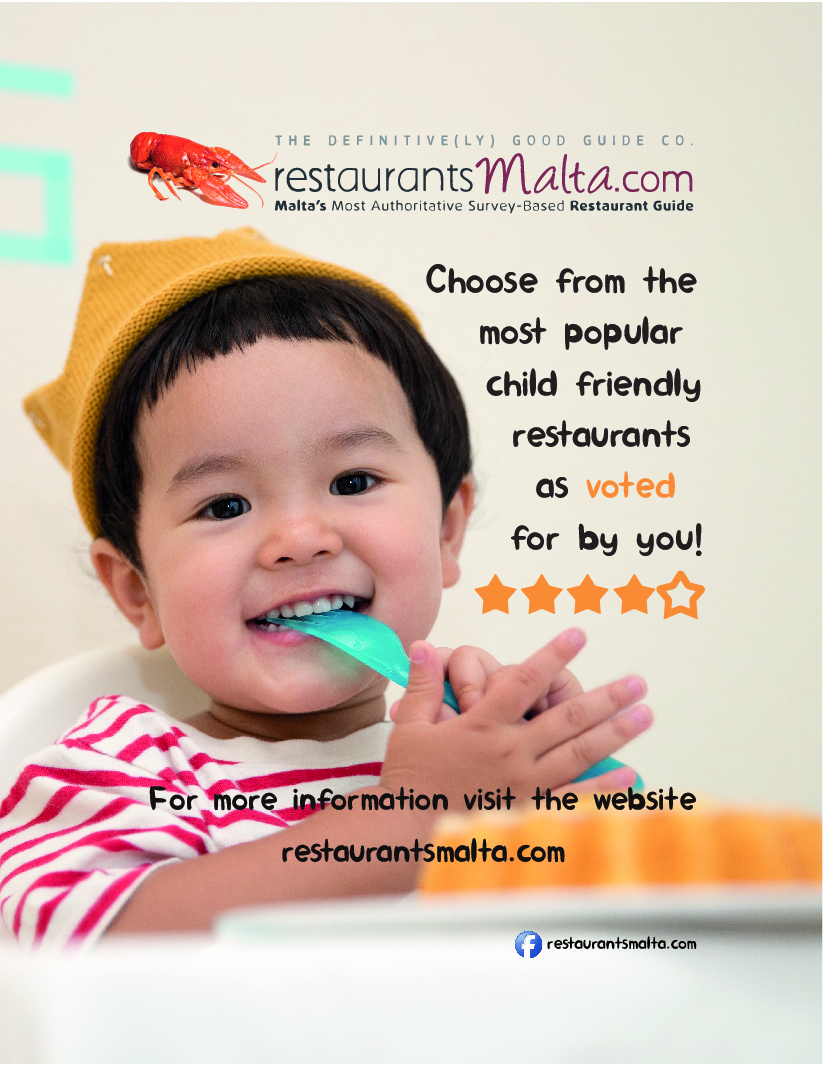 THE DEFINITIVE(LY) GOOD GUIDE CO.
restaurantsMalta.com
Malta's Most Authoritative Survey-Based Restaurant Guide
Choose from the
most popular
child friendly
restaurants
as voted
for by you!
For more information visit the website
restaurantsmalta.com
restaurantsmalta.com